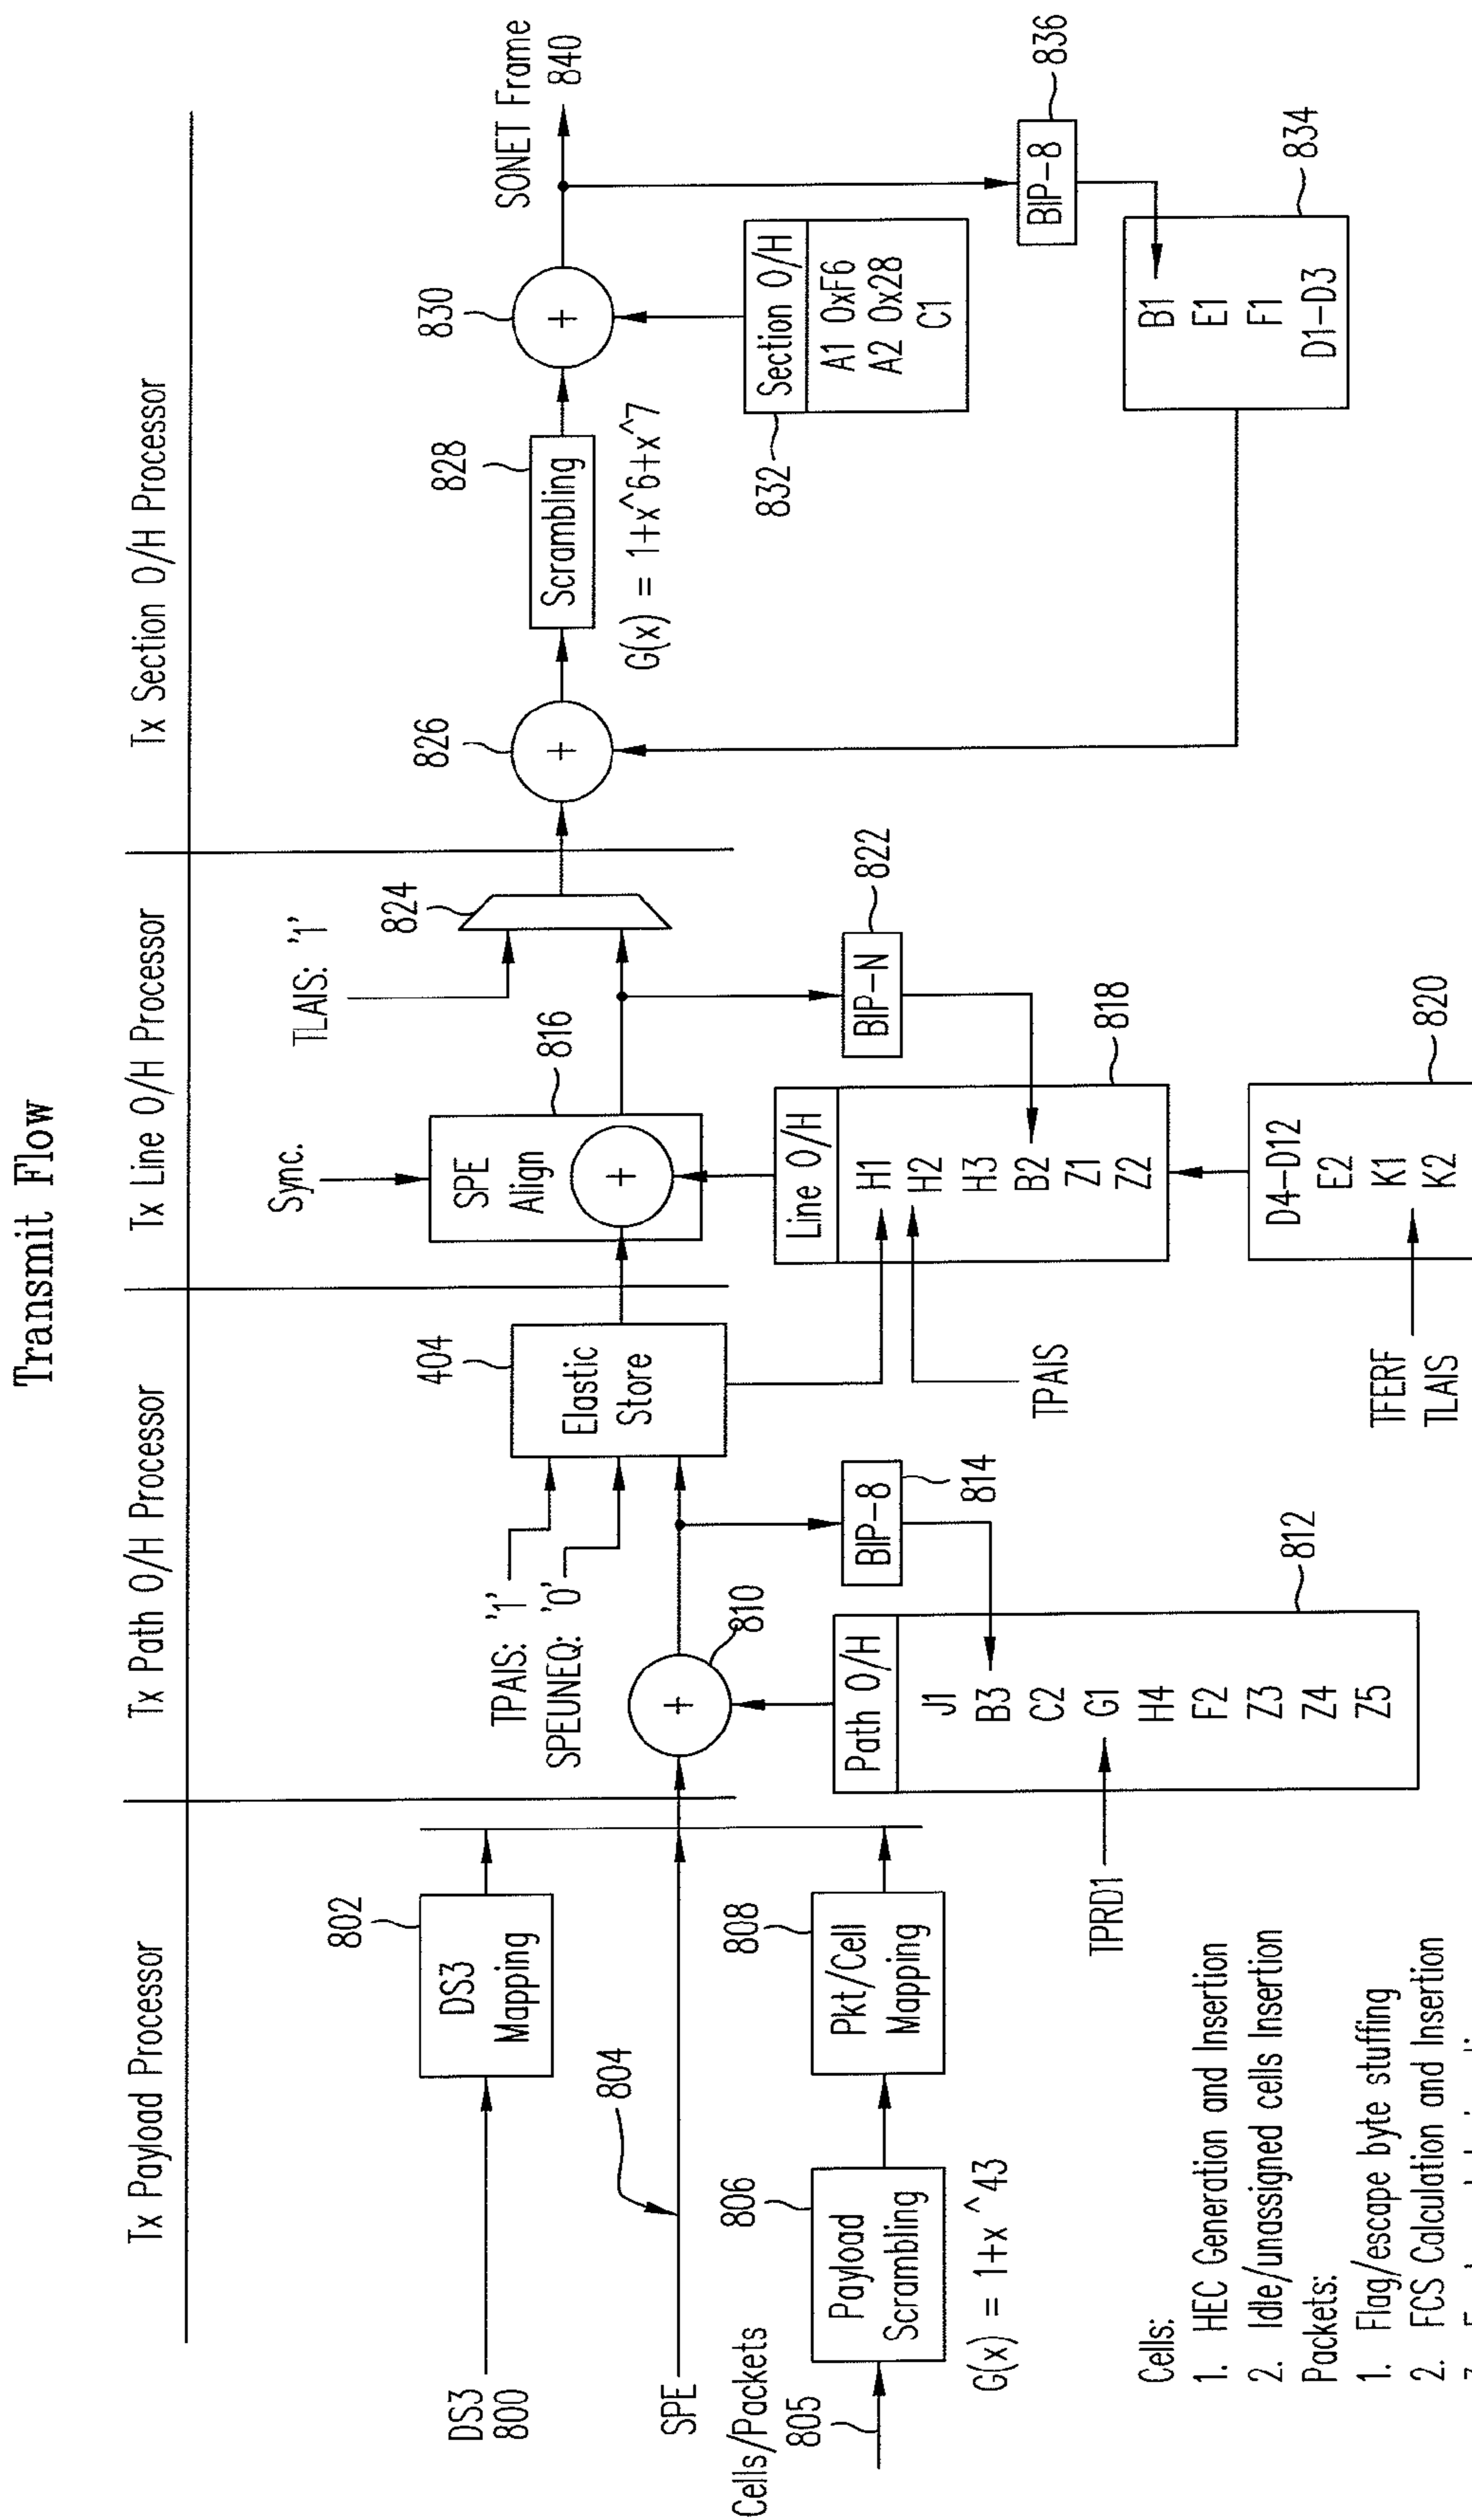 Transmit Flow
Tx Payload Processor
Tx Path O/H Processor
Tx Line O/H Processor
Tx Section O/H Processor
DS3
800
802
DS3
Mapping
804
SPE
Cells/Packets
805
806
Payload
Scrambling
G(x) = 1+x^43
808
Pkt/Cell
Mapping
Cells:
1. HEC Generation and Insertion
2. Idle/unassigned cells Insertion
Packets:
1. Flag/escape byte stuffing
2. FCS Calculation and Insertion
TPAIS: '1'
SPEUNEQ: '0'
+
810
404
Elastic
Store
BIP-8
814
Path O/H
812
J1
B3
C2
G1
H4
F2
Z3
Z4
Z5
TPRD1
Sync.
SPE
Align
+
816
TLAIS: '1'
824
BIP-N
822
Line O/H
818
H1
H2
H3
B2
Z1
Z2
TPAIS
D4-D12
E2
K1
K2
820
TFERF
TLAIS
826
+
828
Scrambling
G(x) = 1+x^6+x^7
830
+
SONET Frame
840
832
Section O/H
A1 0xF6
A2 0x28
C1
BIP-8
836
B1
E1
F1
D1-D3
834